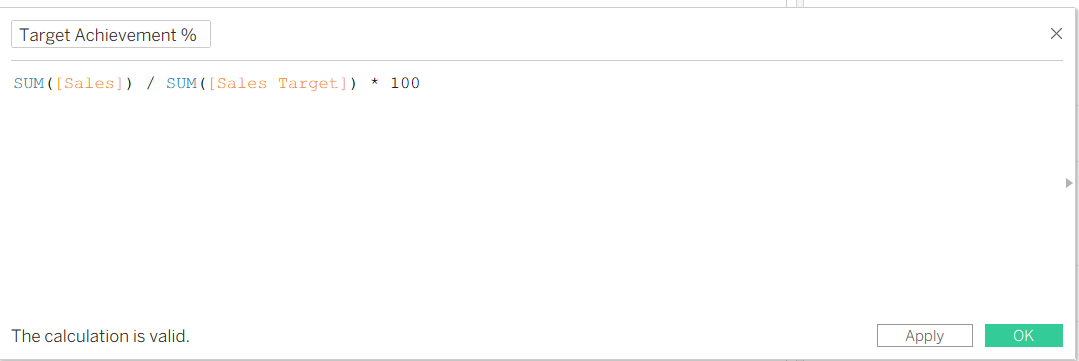 Target Achievement %
SUM([Sales]) / SUM([Sales Target]) * 100
The calculation is valid.
Apply
OK